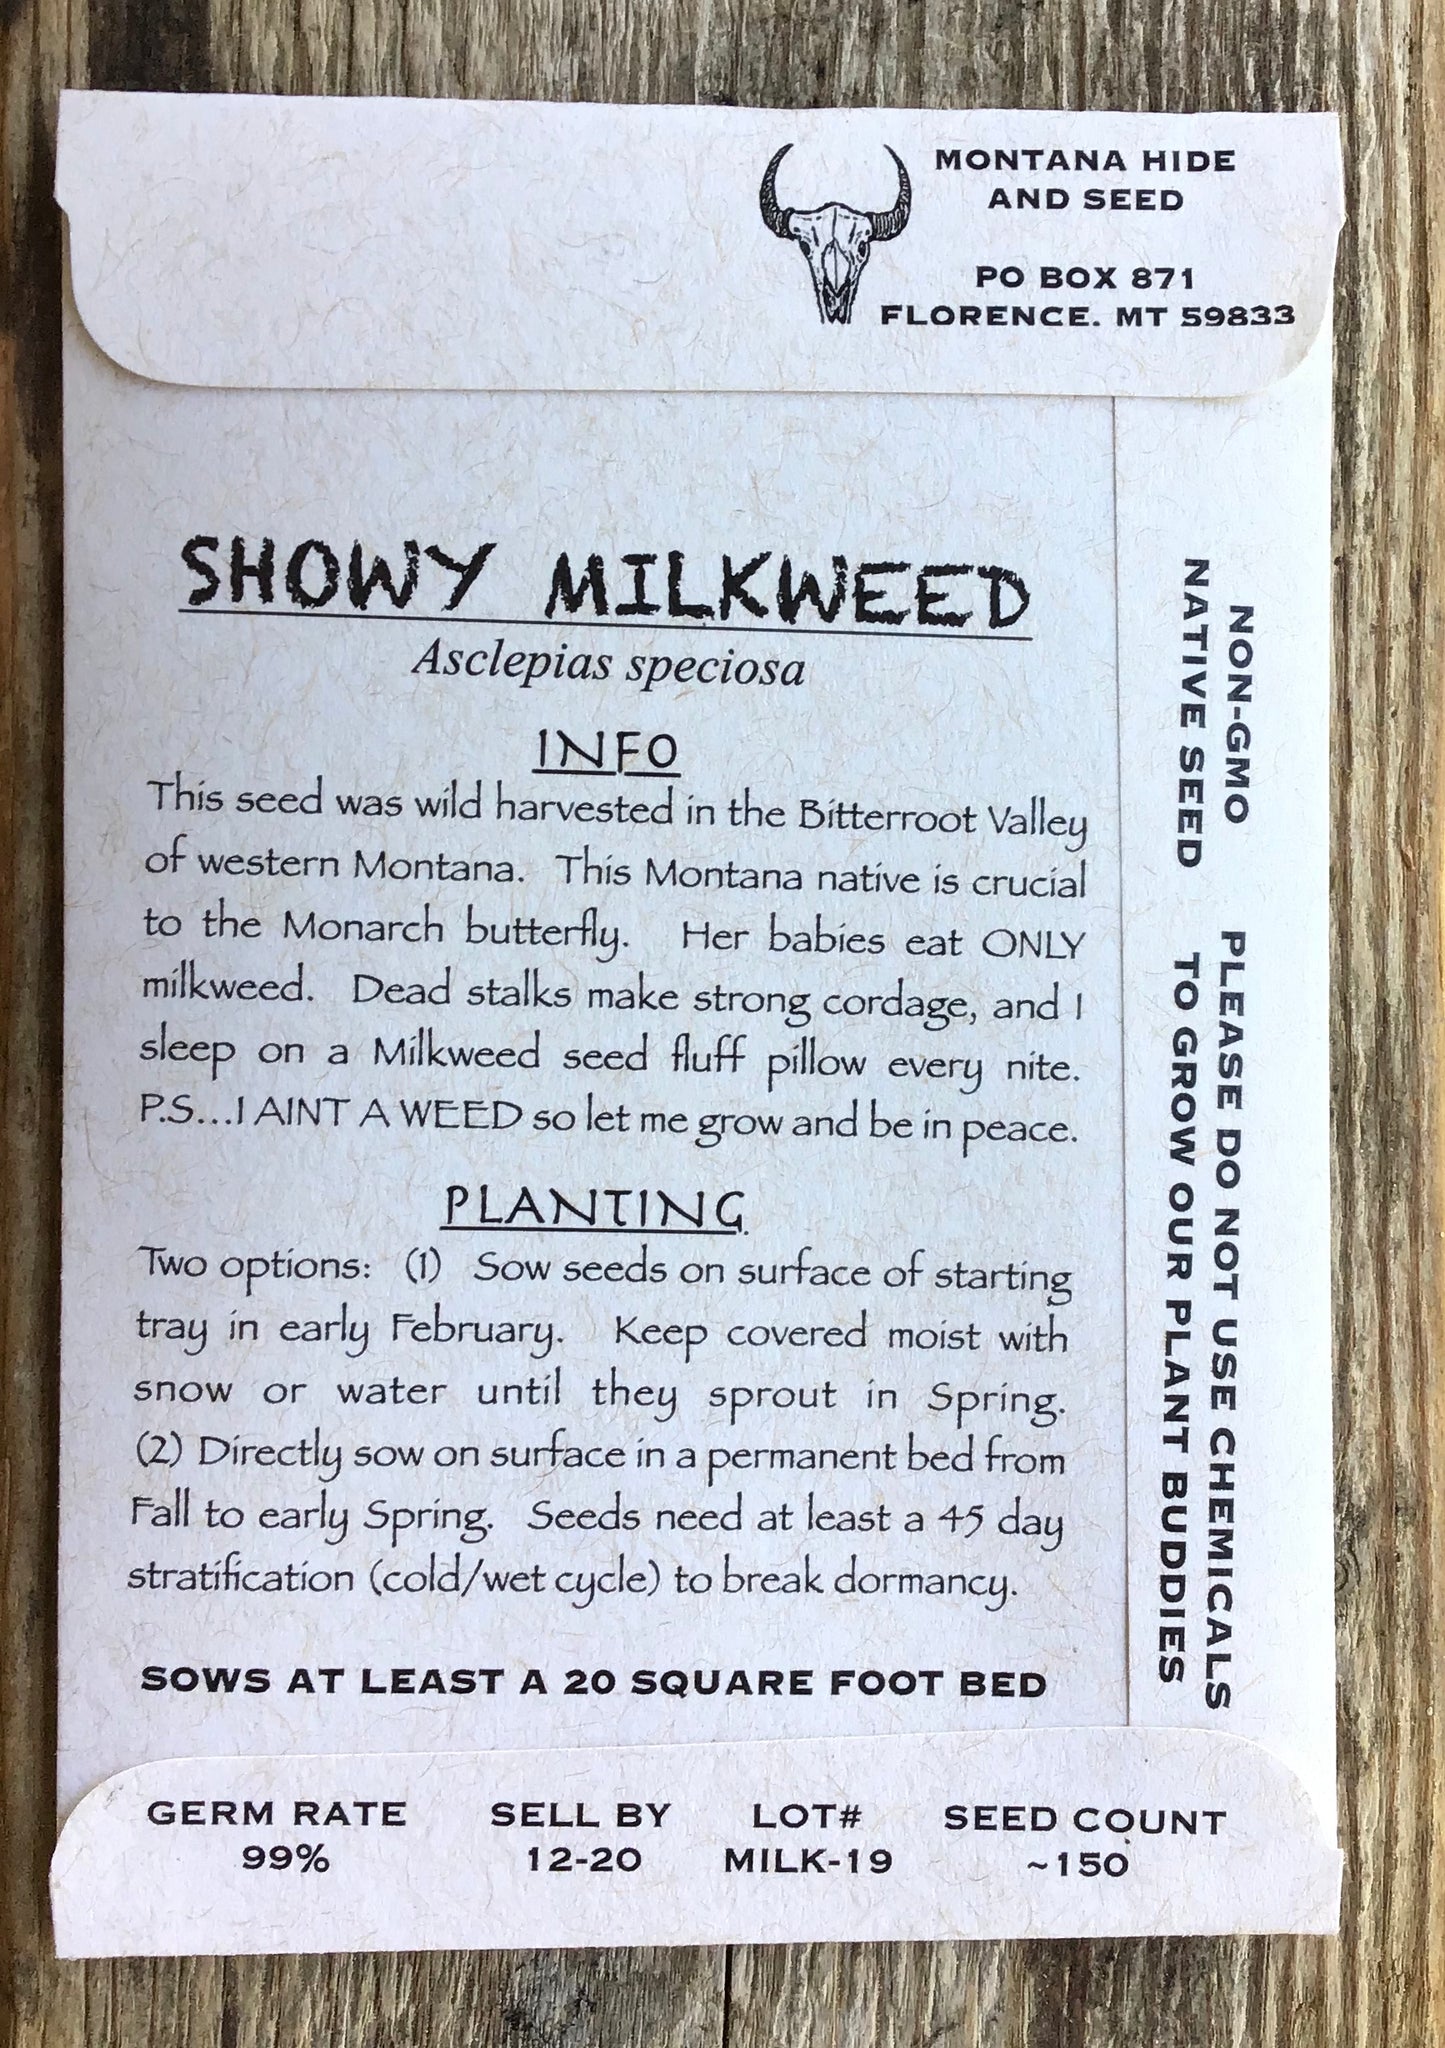 MONTANA HIDE
AND SEED
PO BOX 871
FLORENCE. MT 59833
SHOWY MILKWEED
Asclepias speciosa
INFO
This seed was wild harvested in the Bitterroot Valley
of western Montana. This Montana native is crucial
to the Monarch butterfly. Her babies eat ONLY
milkweed. Dead stalks make strong cordage, and I
sleep on a Milkweed seed fluff pillow every nite.
P.S...I AINT A WEED so let me grow and be in peace.
PLANTING
Two options: (1) Sow seeds on surface of starting
tray in early February. Keep covered moist with
snow or water until they sprout in Spring.
(2) Directly sow on surface in a permanent bed from
Fall to early Spring. Seeds need at least a 45 day
stratification (cold/wet cycle) to break dormancy.
SOWS AT LEAST A 20 SQUARE FOOT BED
NON-GMO
NATIVE SEED
PLEASE DO NOT USE CHEMICALS
TO GROW OUR PLANT BUDDIES
GERM RATE SELL BY LOT# SEED COUNT
99% 12-20 MILK-19 ~150